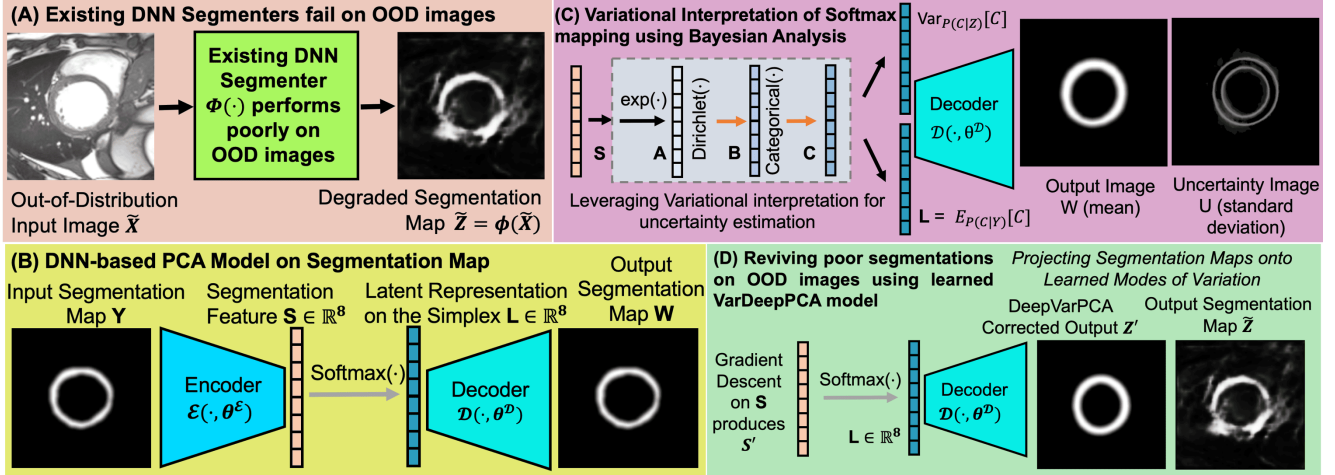 (A) Existing DNN Segmenters fail on OOD images
Existing DNN
Segmenter
Φ(·) performs
poorly on
OOD images
Out-of-Distribution
Input Image X̃
Degraded Segmentation
Map Z̃ = ϕ(X̃)
(B) DNN-based PCA Model on Segmentation Map
Input Segmentation
Map Y
Segmentation
Feature S ∈ ℝ⁸
Latent Representation
on the Simplex L ∈ ℝ⁸
Output
Segmentation
Map W
Encoder
ℰ(·, θ^ℰ)
Softmax(·)
Decoder
𝒟(·, θ^𝒟)
(C) Variational Interpretation of Softmax
mapping using Bayesian Analysis
S
exp(·)
A
Dirichlet(·)
B
Categorical(·)
C
Leveraging Variational interpretation for
uncertainty estimation
Var_P(C|Z)[C]
L = E_P(C|Y)[C]
Decoder
𝒟(·, θ^𝒟)
Output Image
W (mean)
Uncertainty Image
U (standard
deviation)
(D) Reviving poor segmentations
on OOD images using learned
VarDeepPCA model
Projecting Segmentation Maps onto
Learned Modes of Variation
DeepVarPCA
Corrected Output Z′
Output Segmentation
Map Z̃
Gradient
Descent
on S
produces
S′
Softmax(·)
L ∈ ℝ⁸
Decoder
𝒟(·, θ^𝒟)